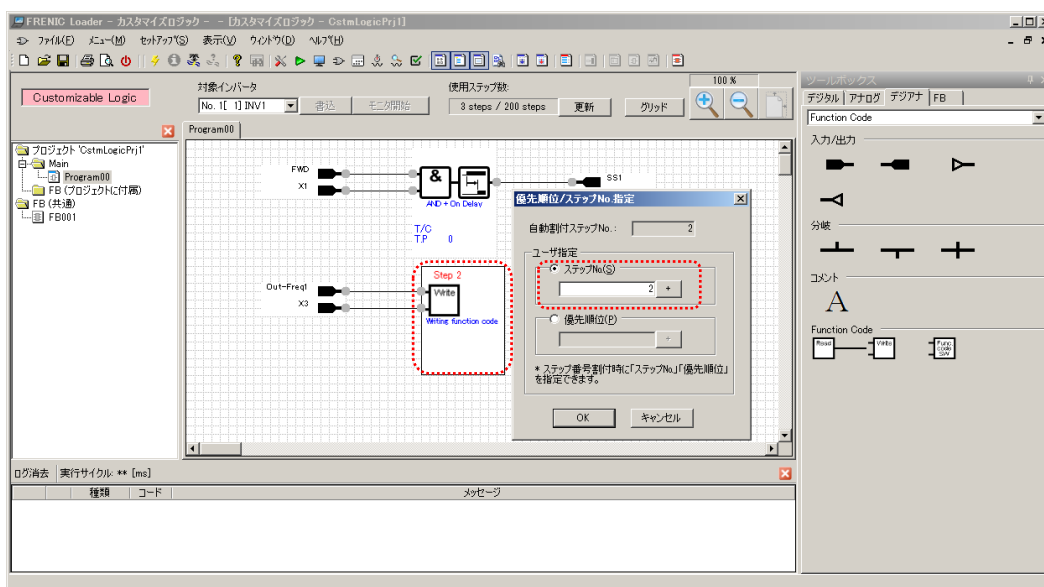 FRENIC Loader - カスタマイズロジック - - [カスタマイズロジック - CstmLogicPrj1]
ファイル(F) メニュー(M) セットアップ(S) 表示(V) ウィンドウ(D) ヘルプ(H)
Customizable Logic
対象インバータ
No. 1[ 1] INV1
書込
モニタ開始
使用ステップ数:
3 steps / 200 steps
更新
グリッド
100 %
プロジェクト 'CstmLogicPrj1'
Main
Program00
FB (プロジェクトに付属)
FB (共通)
FB001
Program00
FWD
X1
&
SS1
AND + On Delay
T/C
T.P 0
Step 2
Out-Freq1
X3
Write
Writing function code
優先順位/ステップNo.指定
自動割付ステップNo.: 2
ユーザ指定
ステップNo(S)
2 +
優先順位(P)
+
* ステップ番号割付時に「ステップNo.」「優先順位」
を指定できます。
OK
キャンセル
ツールボックス
デジタル アナログ デジアナ FB
Function Code
入力/出力
分岐
コメント
A
Function Code
Read
Write
Func
code
SW
ログ消去 実行サイクル: ** [ms]
種類 コード メッセージ